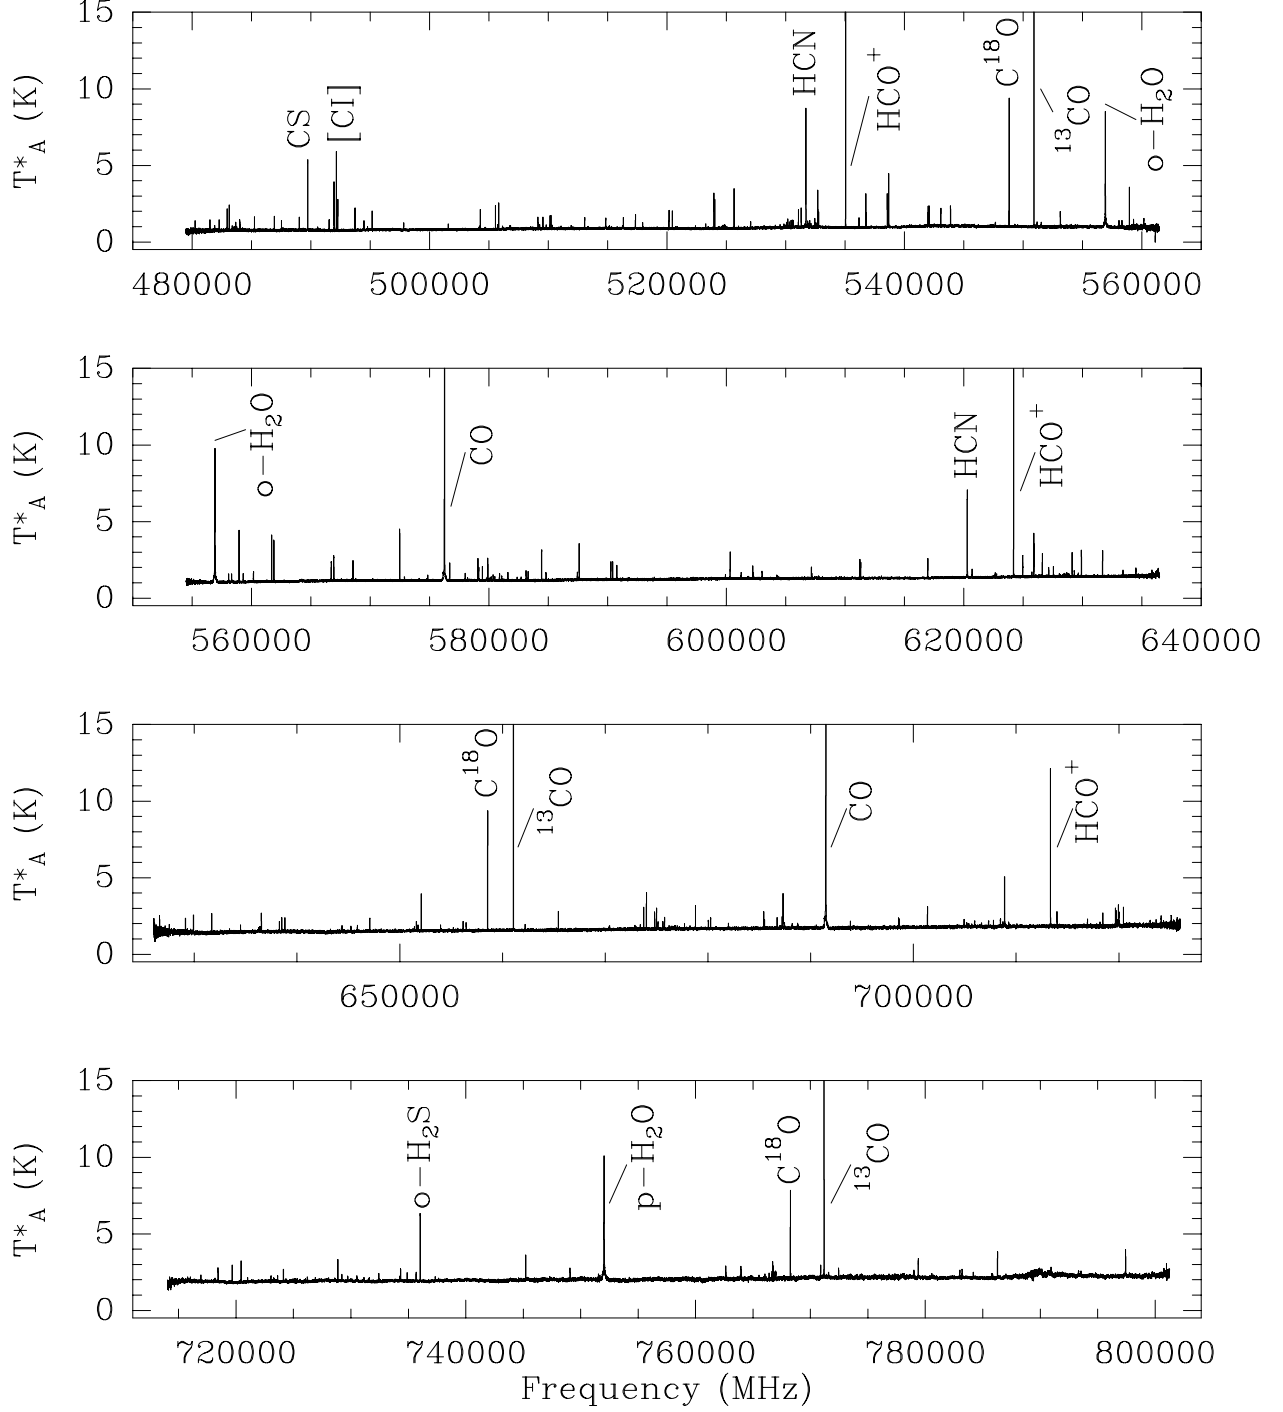 15
10
5
0
T*A (K)
CS
[CI]
HCN
HCO+
C18O
13CO
o-H2O
480000 500000 520000 540000 560000
15
10
5
0
T*A (K)
o-H2O
CO
HCN
HCO+
560000 580000 600000 620000 640000
15
10
5
0
T*A (K)
C18O
13CO
CO
HCO+
650000 700000
15
10
5
0
T*A (K)
o-H2S
p-H2O
C18O
13CO
720000 740000 760000 780000 800000
Frequency (MHz)